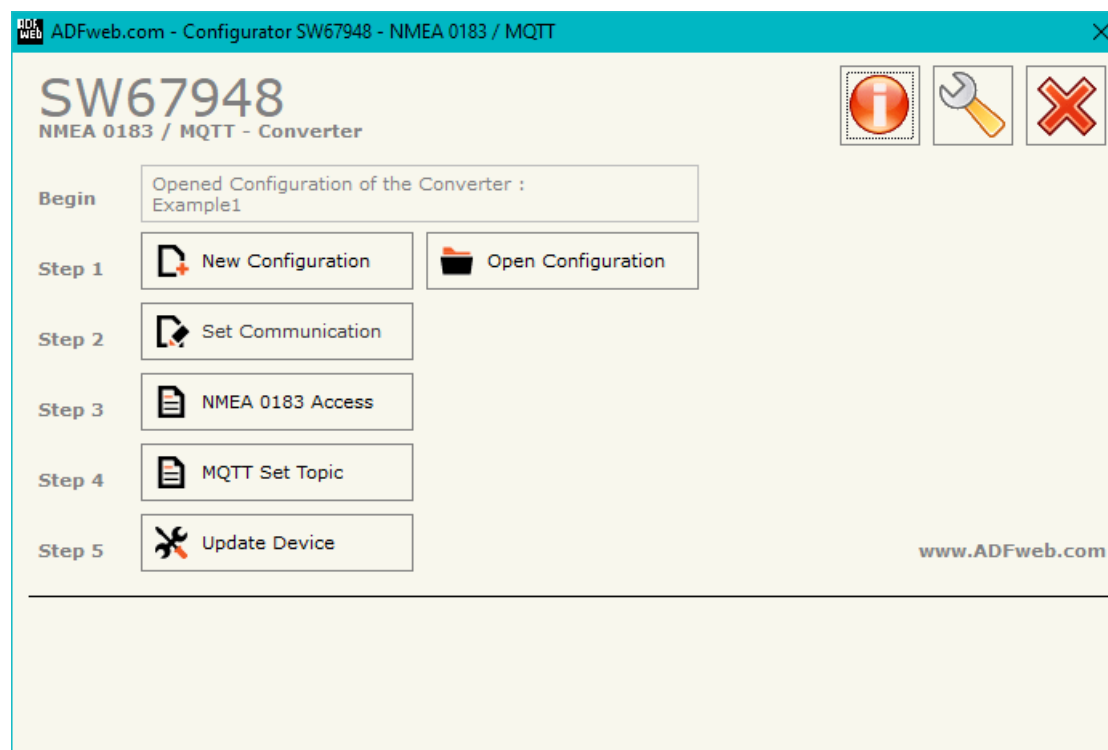 ADF
WEB
ADFweb.com - Configurator SW67948 - NMEA 0183 / MQTT
SW67948
NMEA 0183 / MQTT - Converter
Begin
Opened Configuration of the Converter :
Example1
Step 1
New Configuration
Open Configuration
Step 2
Set Communication
Step 3
NMEA 0183 Access
Step 4
MQTT Set Topic
Step 5
Update Device
www.ADFweb.com